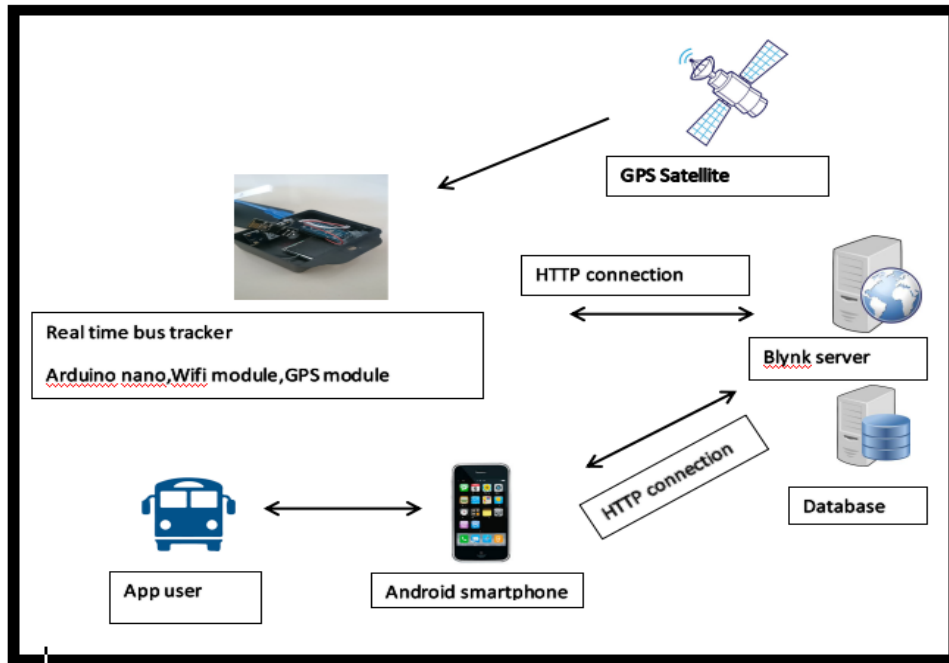 GPS Satellite
HTTP connection
Real time bus tracker
Arduino nano,Wifi module,GPS module
Blynk server
HTTP connection
Database
App user
Android smartphone